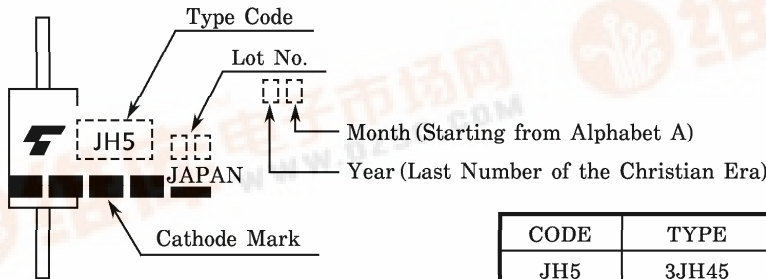 Type Code
Lot No.
JH5
JAPAN
Month (Starting from Alphabet A)
Year (Last Number of the Christian Era)
Cathode Mark
CODE TYPE
JH5 3JH45